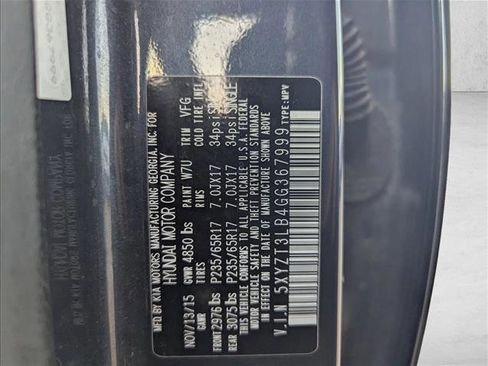 MFD BY KIA MOTORS MANUFACTURING GEORGIA, INC. FOR
HYUNDAI MOTOR COMPANY
NOV/13/15 GVWR 4850 lbs PAINT W7U TRIM VFG
GAWR TIRES RIMS COLD TIRE INFL
FRONT 2976 lbs P235/65R17 7.0JX17 34psi SINGLE
REAR 3075 lbs P235/65R17 7.0JX17 34psi SINGLE
THIS VEHICLE CONFORMS TO ALL APPLICABLE U.S.A. FEDERAL
MOTOR VEHICLE SAFETY AND THEFT PREVENTION STANDARDS
IN EFFECT ON THE DATE OF MANUFACTURE SHOWN ABOVE.
V.I.N 5XYZT3LB4GG367999 TYPE:MPV